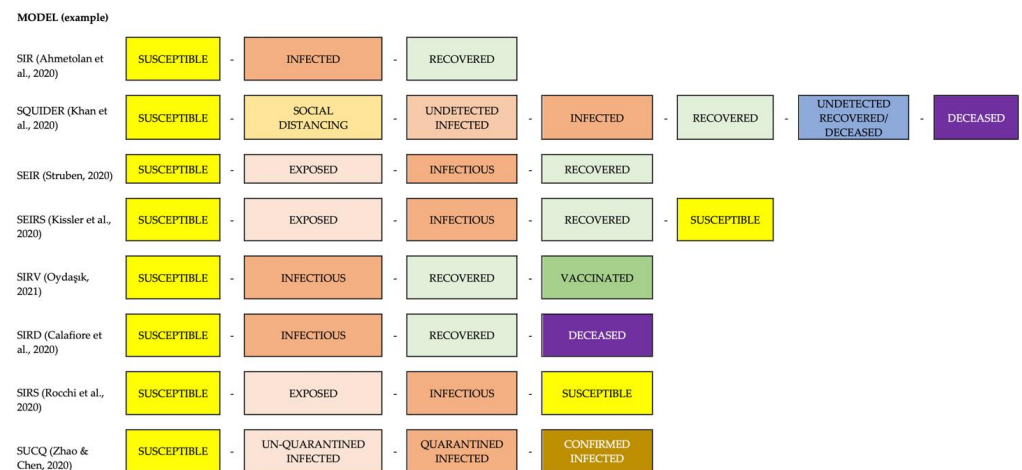 MODEL (example)
SIR (Ahmetolan et
al., 2020)
SUSCEPTIBLE - INFECTED - RECOVERED
SQUIDER (Khan et
al., 2020)
SUSCEPTIBLE - SOCIAL
DISTANCING - UNDETECTED
INFECTED - INFECTED - RECOVERED - UNDETECTED
RECOVERED/
DECEASED - DECEASED
SEIR (Struben, 2020)
SUSCEPTIBLE - EXPOSED - INFECTIOUS - RECOVERED
SEIRS (Kissler et al.,
2020)
SUSCEPTIBLE - EXPOSED - INFECTIOUS - RECOVERED - SUSCEPTIBLE
SIRV (Oydaşık,
2021)
SUSCEPTIBLE - INFECTIOUS - RECOVERED - VACCINATED
SIRD (Calafiore et
al., 2020)
SUSCEPTIBLE - INFECTIOUS - RECOVERED - DECEASED
SIRS (Rocchi et al.,
2020)
SUSCEPTIBLE - EXPOSED - INFECTIOUS - SUSCEPTIBLE
SUCQ (Zhao &
Chen, 2020)
SUSCEPTIBLE - UN-QUARANTINED
INFECTED - QUARANTINED
INFECTED - CONFIRMED
INFECTED